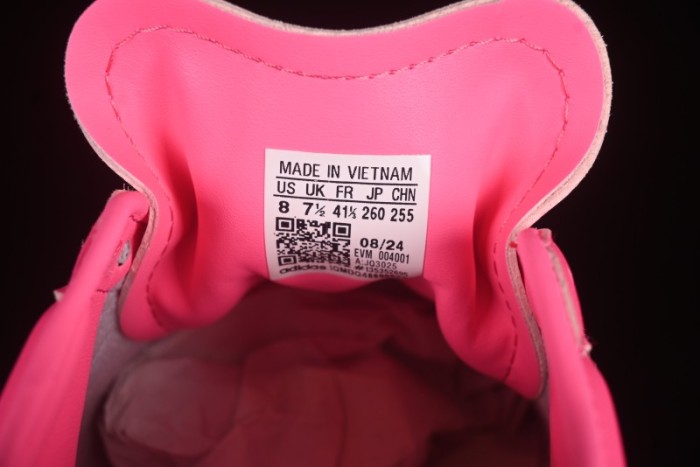 MADE IN VIETNAM
US UK FR JP CHN
8 7½ 41⅓ 260 255
08/24
EVM 004001
A:JQ3025
adidas